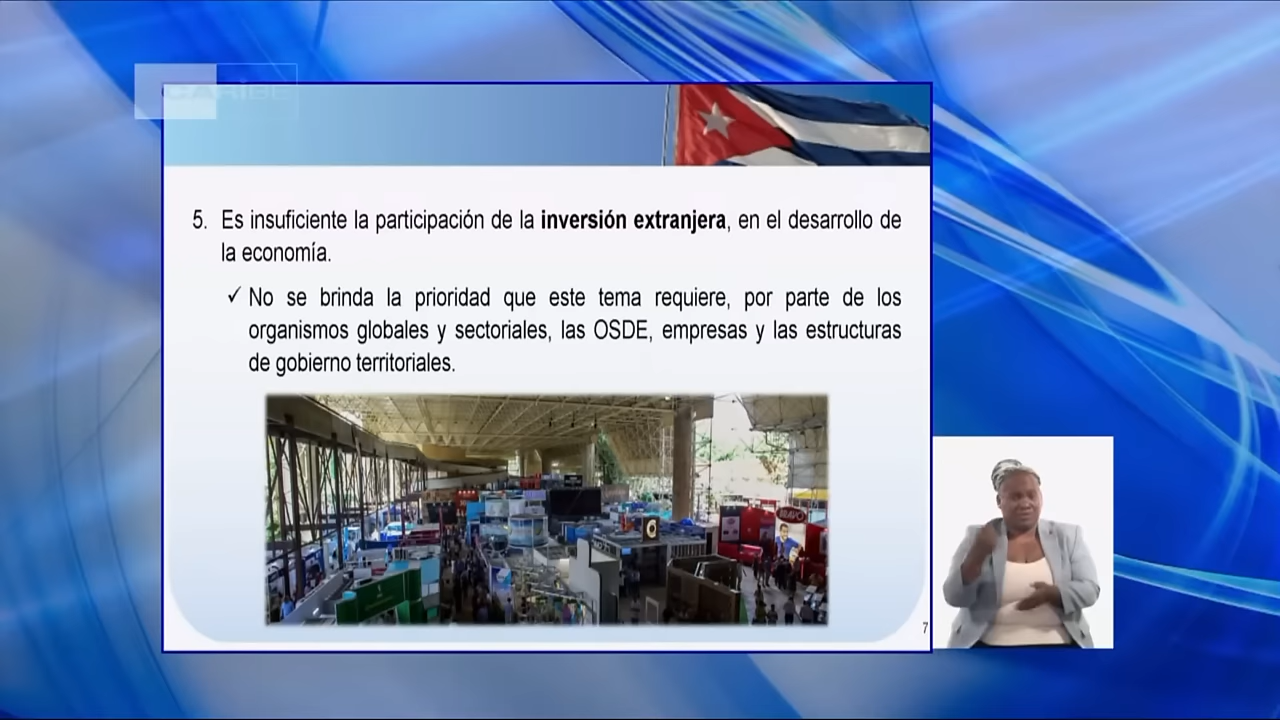 CARIBE
5. Es insuficiente la participación de la inversión extranjera, en el desarrollo de
la economía.
✓ No se brinda la prioridad que este tema requiere, por parte de los
organismos globales y sectoriales, las OSDE, empresas y las estructuras
de gobierno territoriales.
BRAVO
7